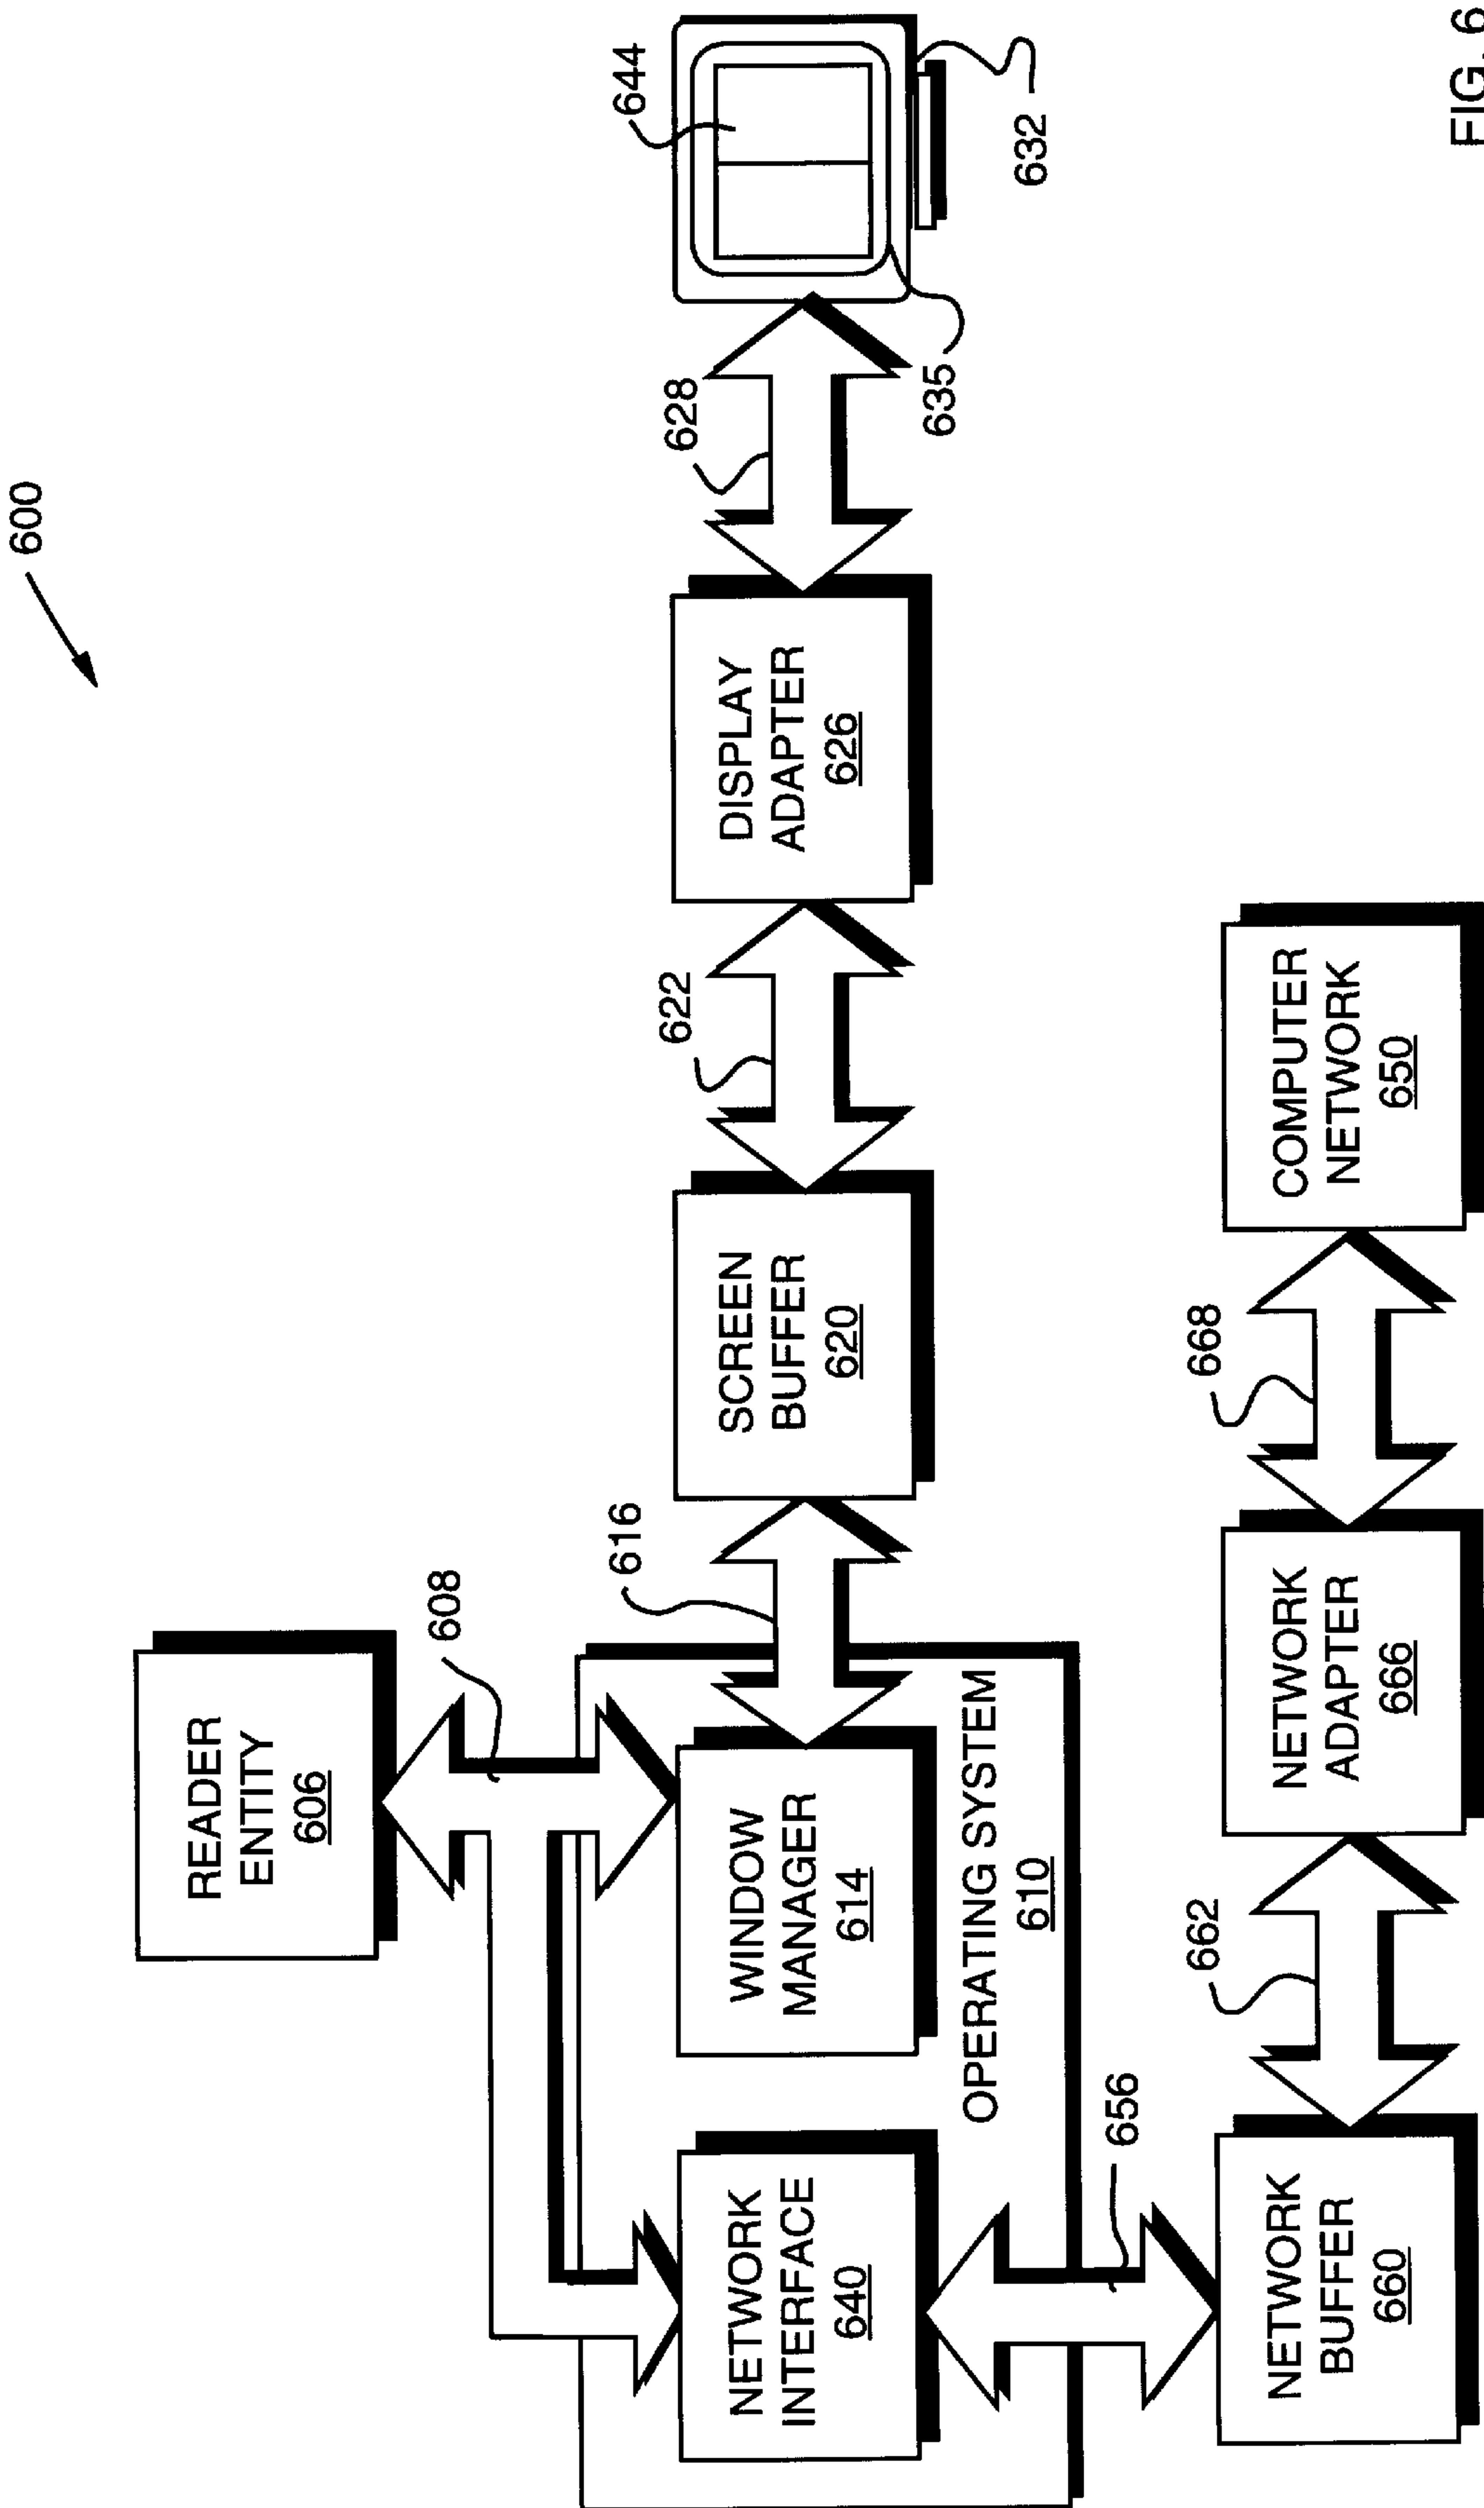 600
READER
ENTITY
606
608
616
622
628
644
NETWORK
INTERFACE
640
WINDOW
MANAGER
614
SCREEN
BUFFER
620
DISPLAY
ADAPTER
626
635
632
OPERATING SYSTEM
610
656
662
668
NETWORK
BUFFER
660
NETWORK
ADAPTER
666
COMPUTER
NETWORK
650
FIG. 6